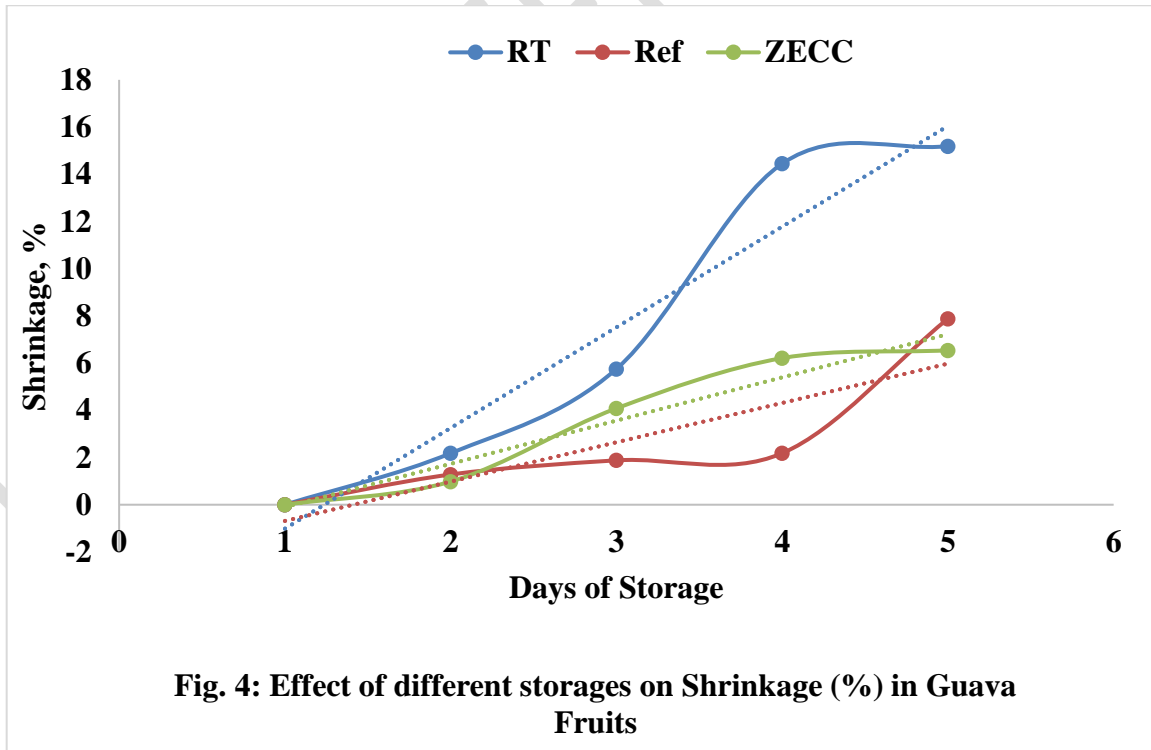 RT Ref ZECC
18
16
14
12
10
8
6
4
2
0
-2
Shrinkage, %
0 1 2 3 4 5 6
Days of Storage
Fig. 4: Effect of different storages on Shrinkage (%) in Guava
Fruits